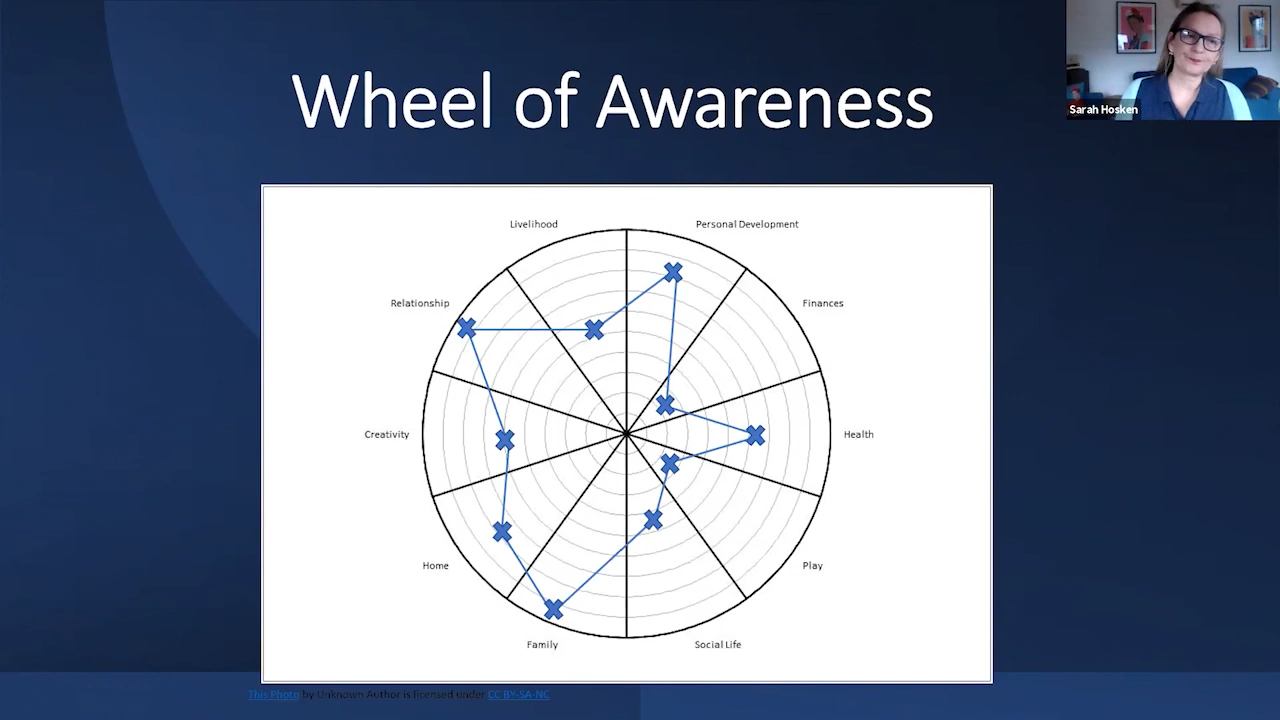 Wheel of Awareness
Sarah Hosken
Livelihood
Personal Development
Relationship
Finances
Creativity
Health
Home
Play
Family
Social Life
This Photo by Unknown Author is licensed under CC BY-SA-NC